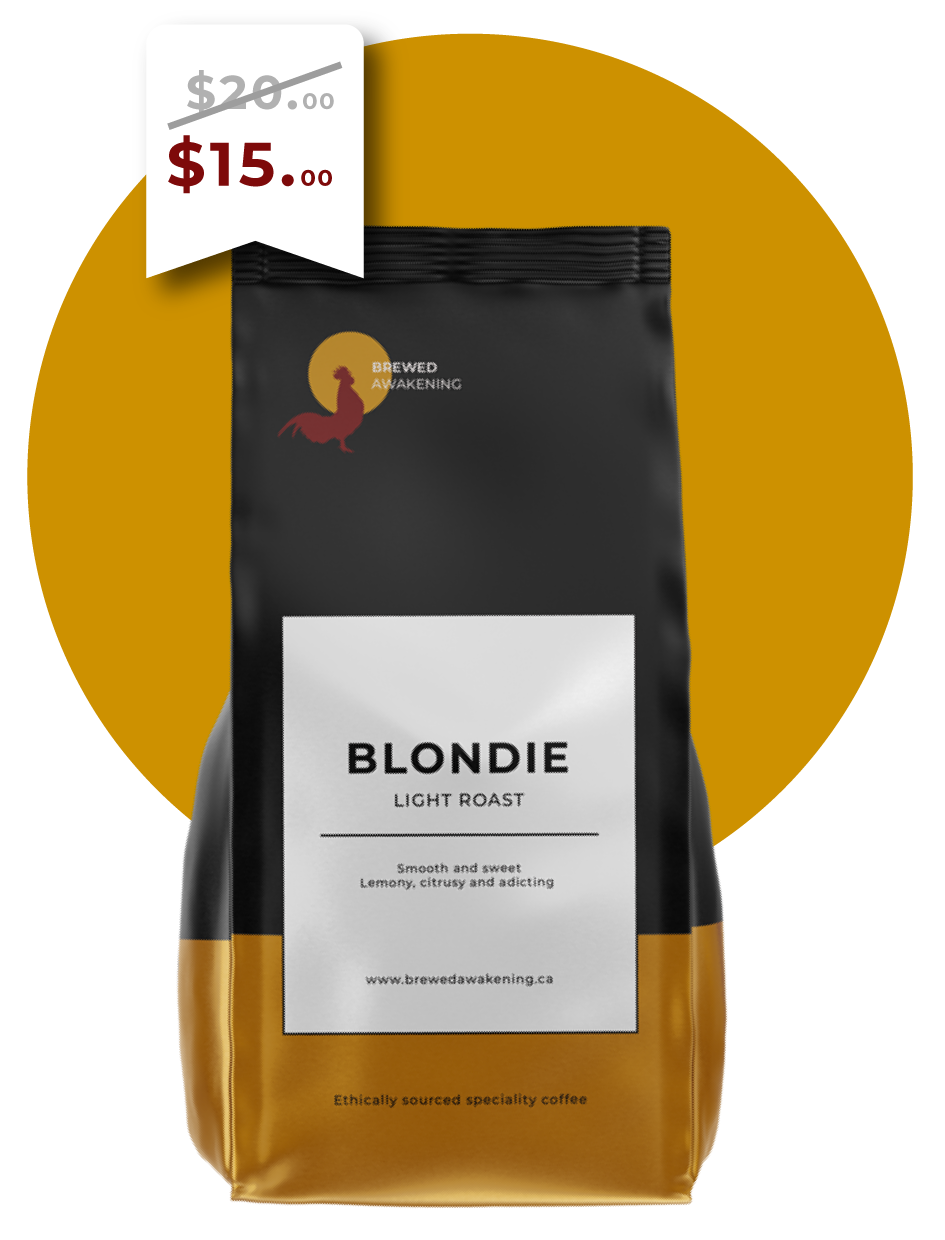 $20.00
$15.00
BREWED
AWAKENING
BLONDIE
LIGHT ROAST
Smooth and sweet
Lemony, citrusy and adicting
www.brewedawakening.ca
Ethically sourced speciality coffee